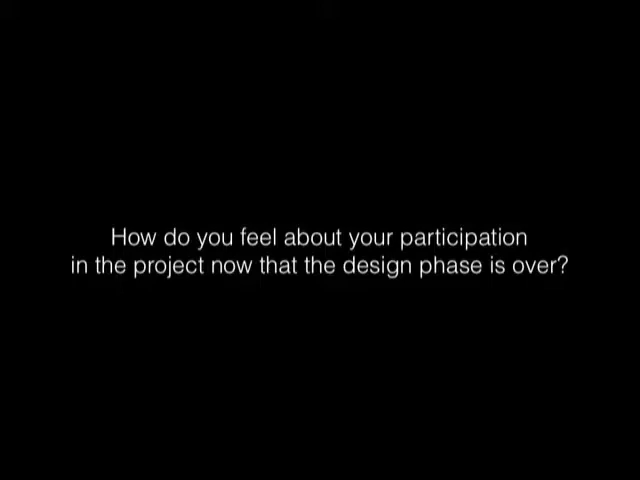 How do you feel about your participation
in the project now that the design phase is over?